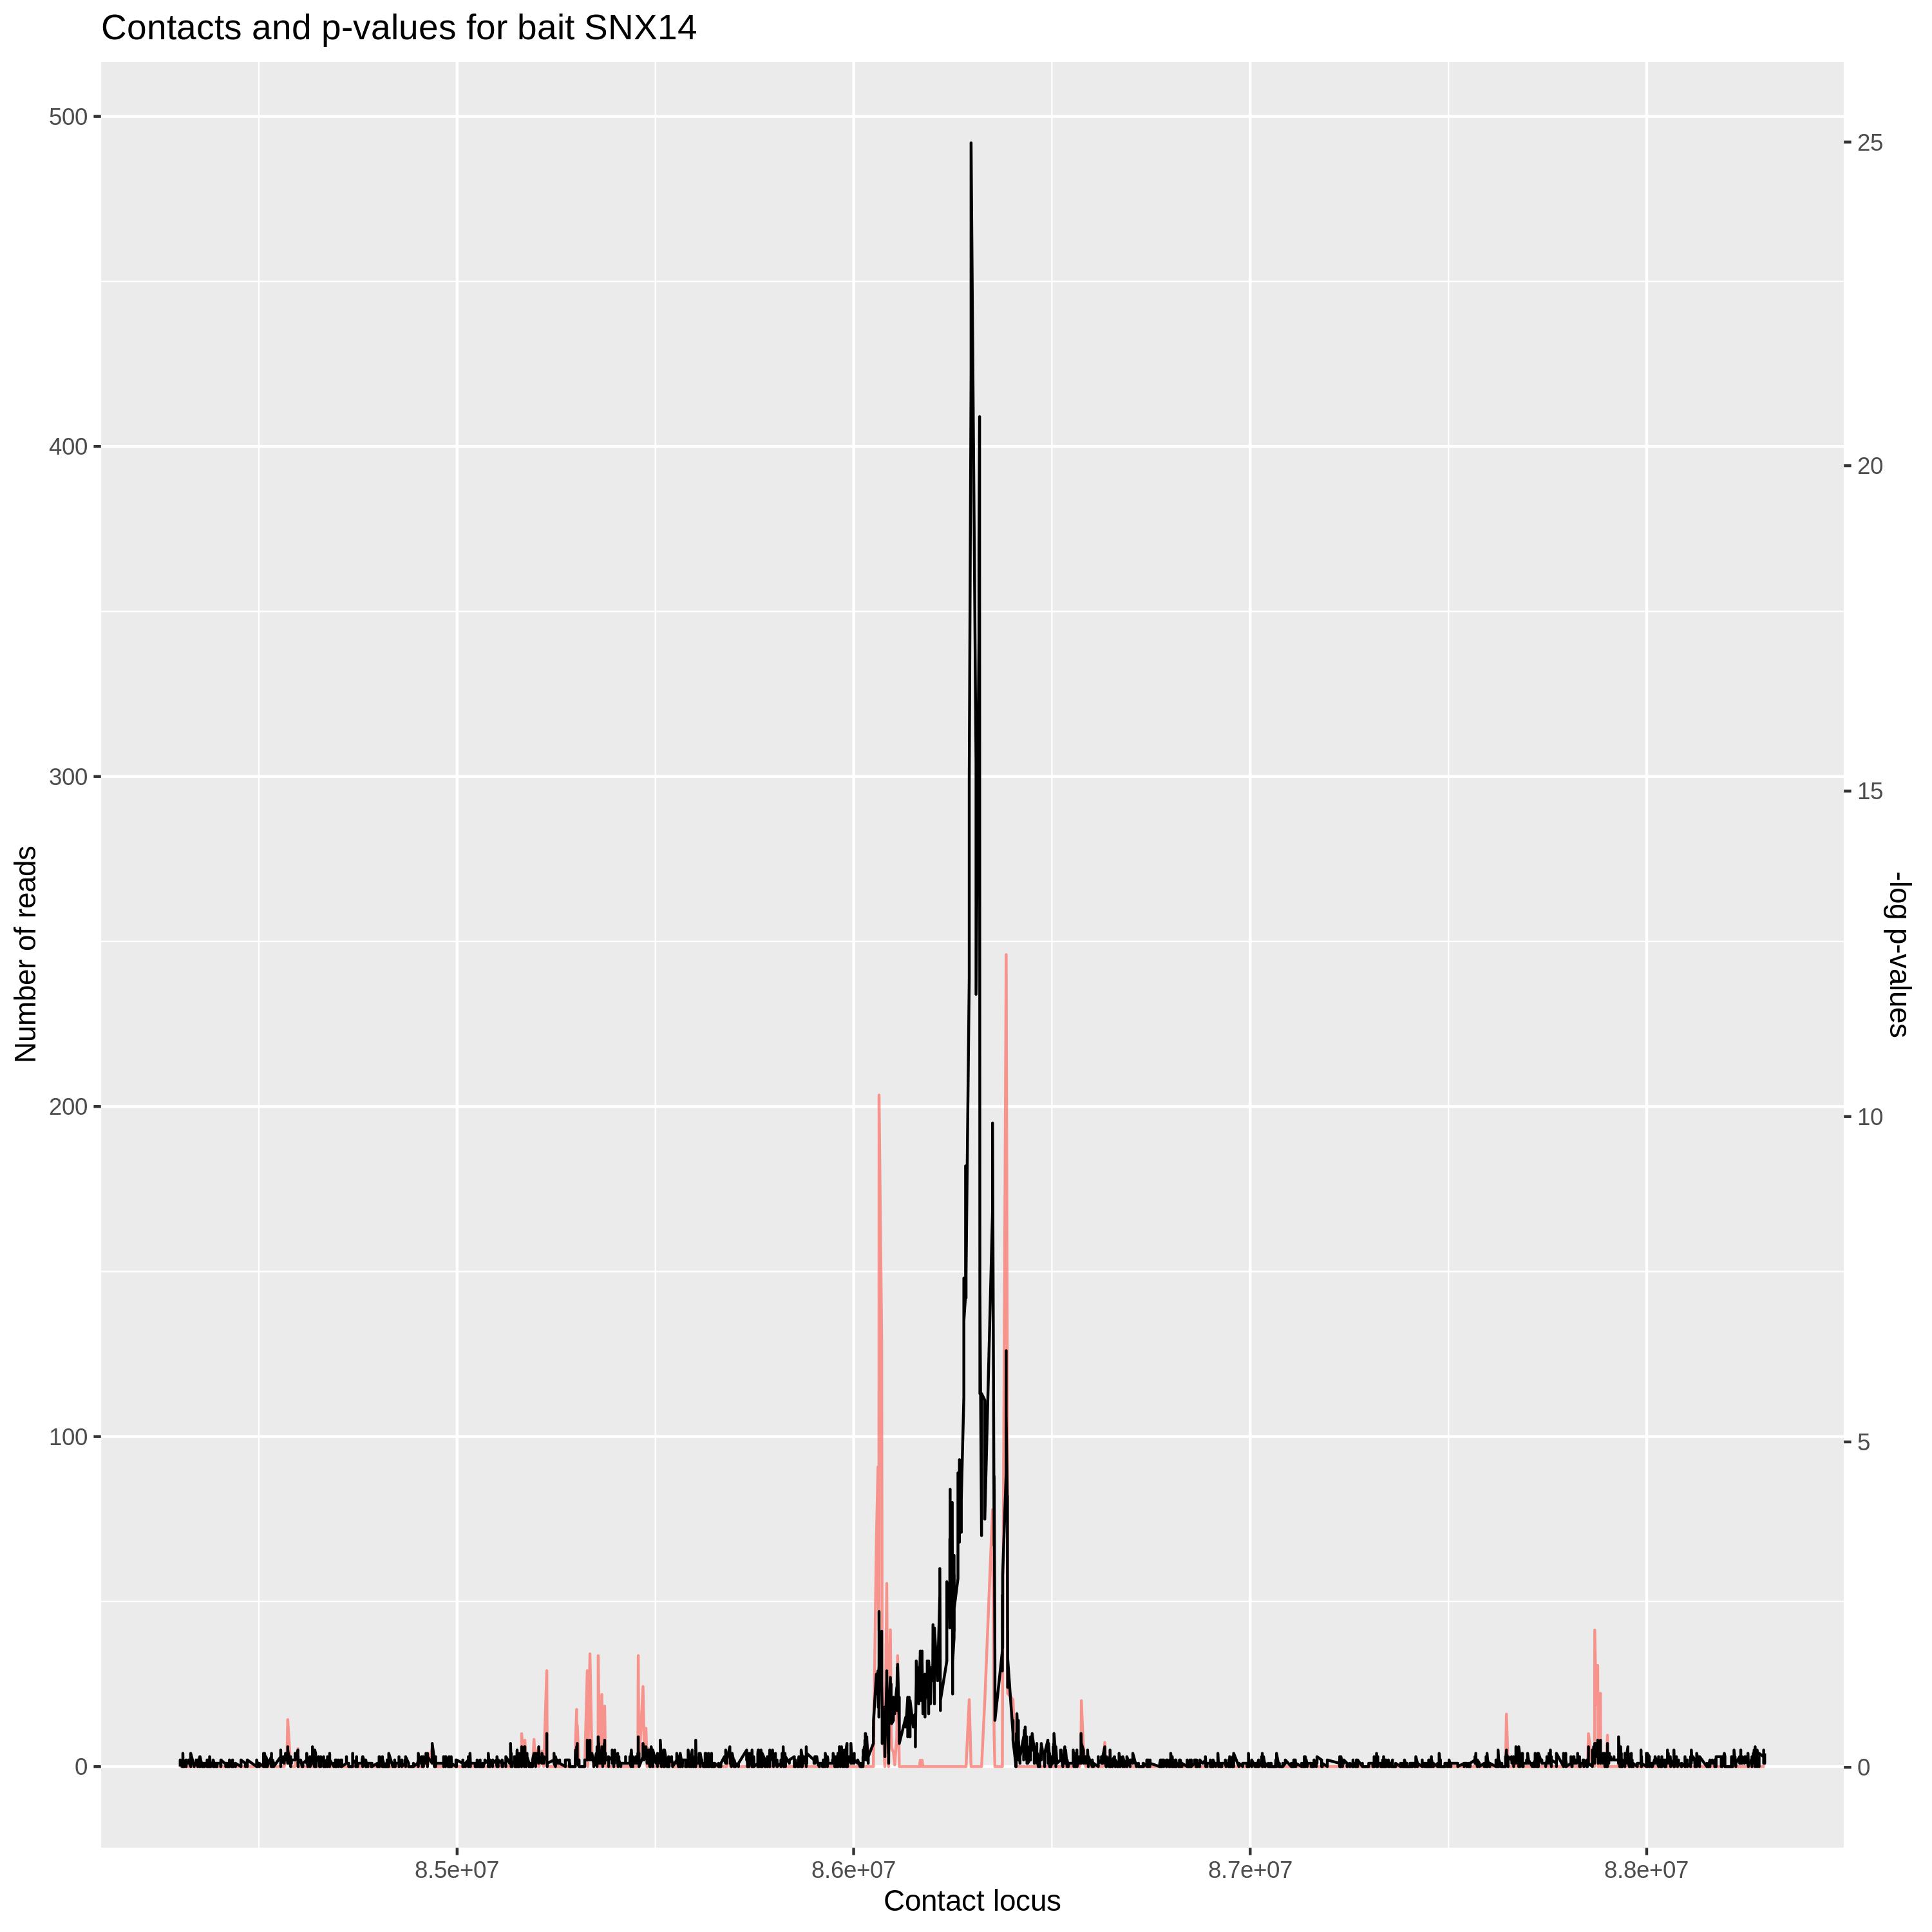 Contacts and p-values for bait SNX14
500
400
300
200
100
0
Number of reads
25
20
15
10
5
0
-log p-values
8.5e+07 8.6e+07 8.7e+07 8.8e+07
Contact locus